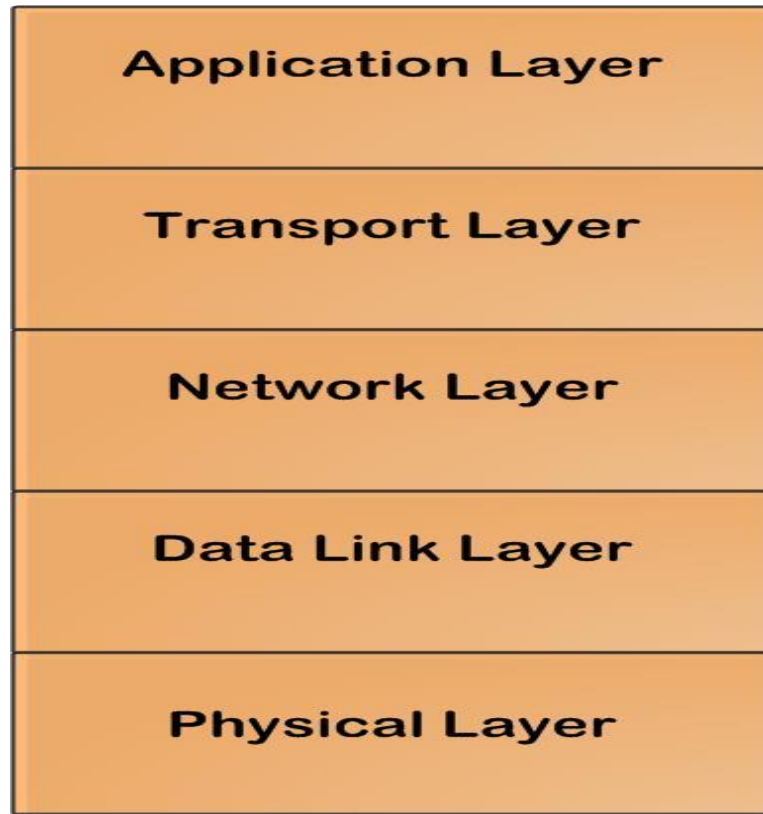 Application Layer
Transport Layer
Network Layer
Data Link Layer
Physical Layer